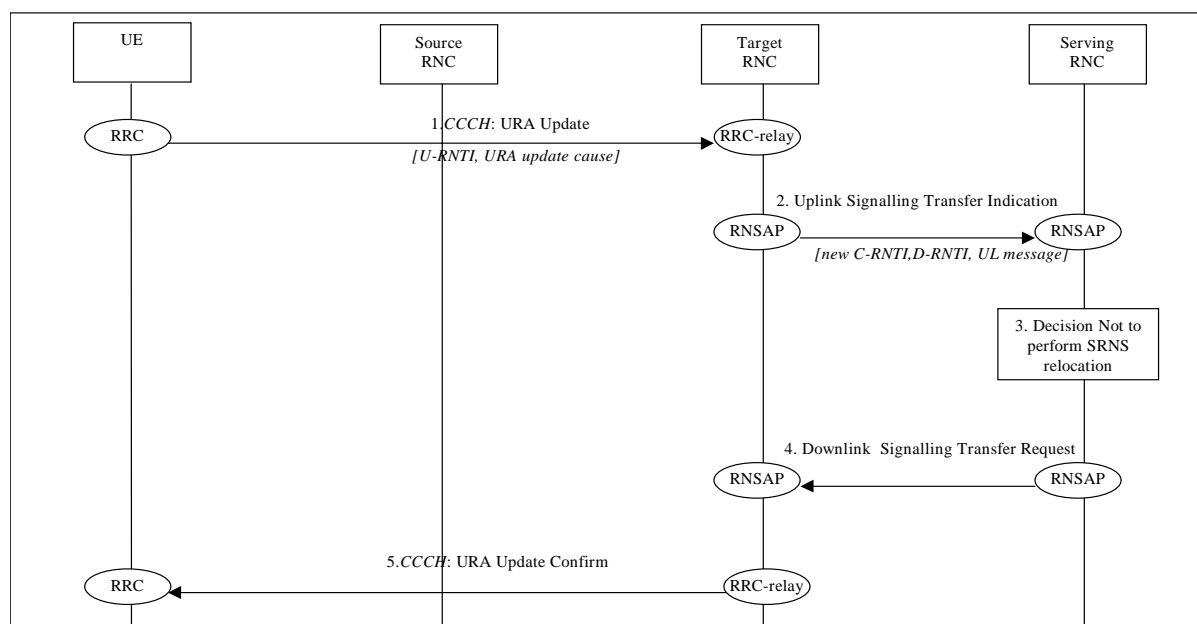 UE
Source
RNC
Target
RNC
Serving
RNC
RRC
1.CCCH: URA Update
[U-RNTI, URA update cause]
RRC-relay
2. Uplink Signalling Transfer Indication
RNSAP
[new C-RNTI,D-RNTI, UL message]
RNSAP
3. Decision Not to
perform SRNS
relocation
4. Downlink Signalling Transfer Request
RNSAP
RNSAP
5.CCCH: URA Update Confirm
RRC
RRC-relay